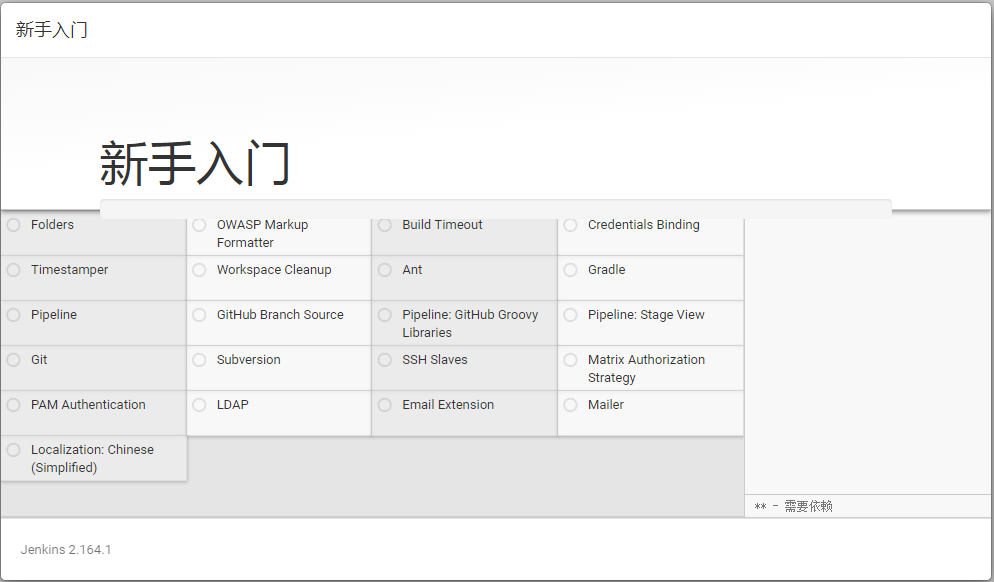 新手入门
新手入门
Folders
OWASP Markup
Formatter
Build Timeout
Credentials Binding
Timestamper
Workspace Cleanup
Ant
Gradle
Pipeline
GitHub Branch Source
Pipeline: GitHub Groovy
Libraries
Pipeline: Stage View
Git
Subversion
SSH Slaves
Matrix Authorization
Strategy
PAM Authentication
LDAP
Email Extension
Mailer
Localization: Chinese
(Simplified)
** - 需要依赖
Jenkins 2.164.1